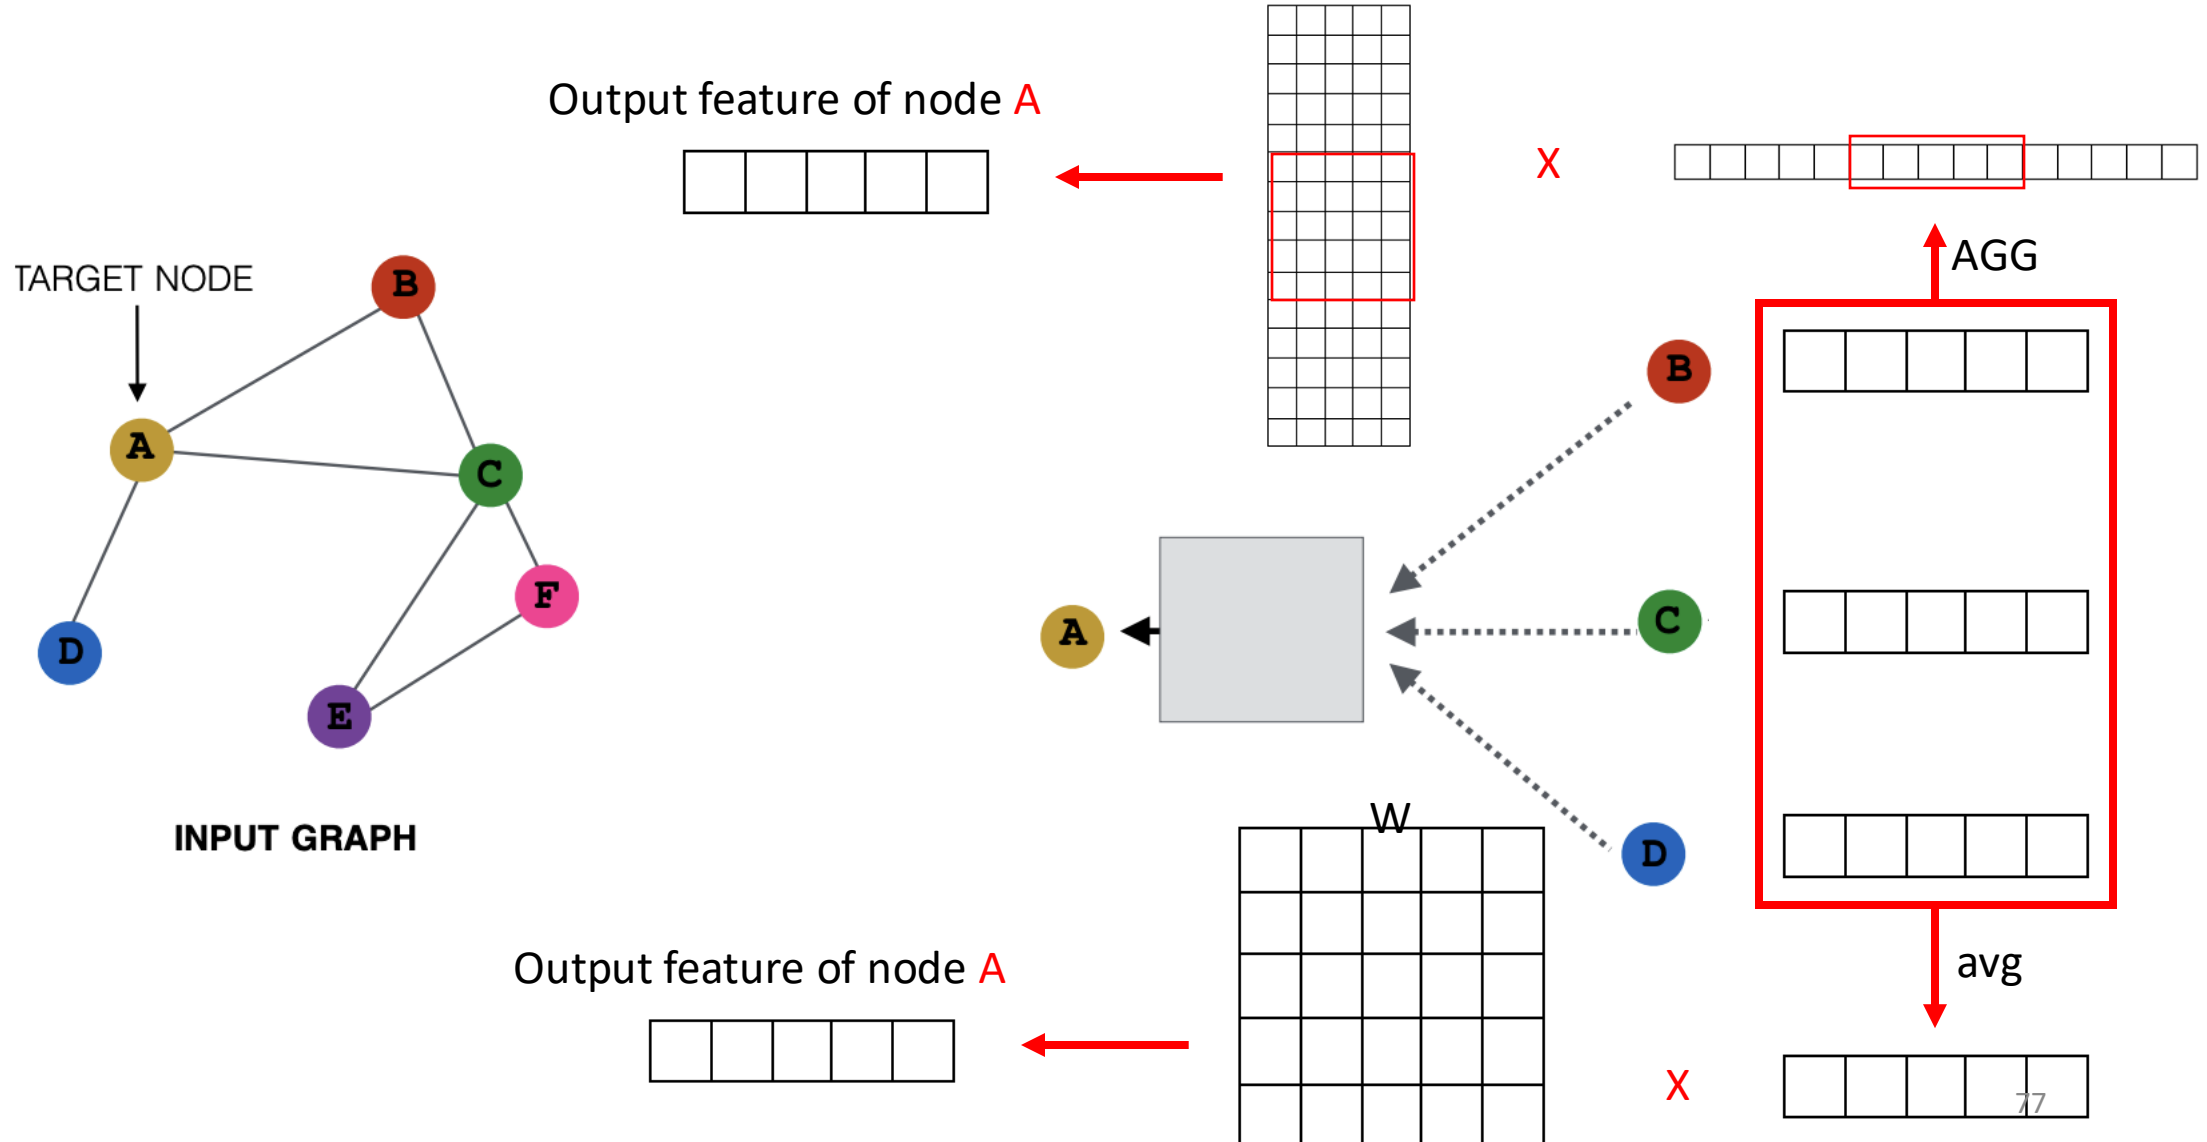 Output feature of node A
X
TARGET NODE
AGG
B
A
C
D
F
E
INPUT GRAPH
B
C
A
D
W
Output feature of node A
avg
X
77